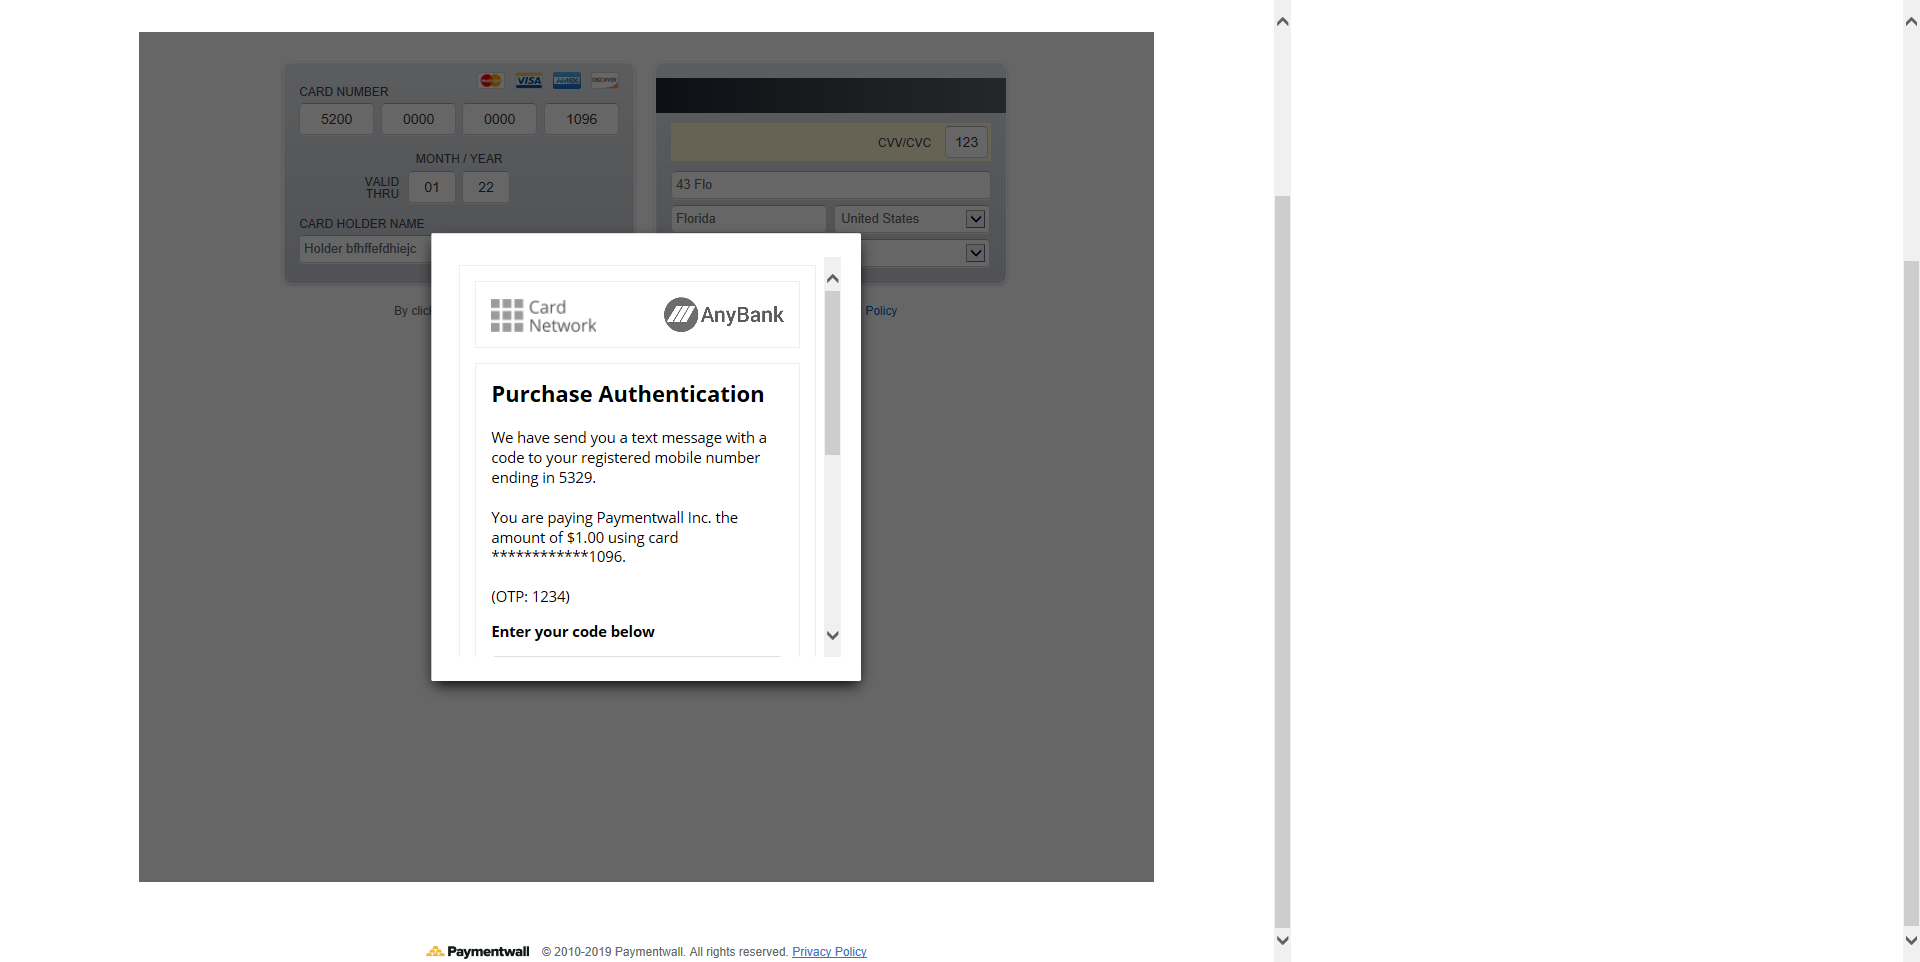 CARD NUMBER
5200 0000 0000 1096
MONTH / YEAR
VALID THRU 01 22
CARD HOLDER NAME
Holder bfhffefdhiejc
VISA
AMEX
DISCOVER
CVV/CVC 123
43 Flo
Florida
United States
By clic
Policy
Card
Network
AnyBank
Purchase Authentication
We have send you a text message with a
code to your registered mobile number
ending in 5329.
You are paying Paymentwall Inc. the
amount of $1.00 using card
************1096.
(OTP: 1234)
Enter your code below
Paymentwall © 2010-2019 Paymentwall. All rights reserved. Privacy Policy